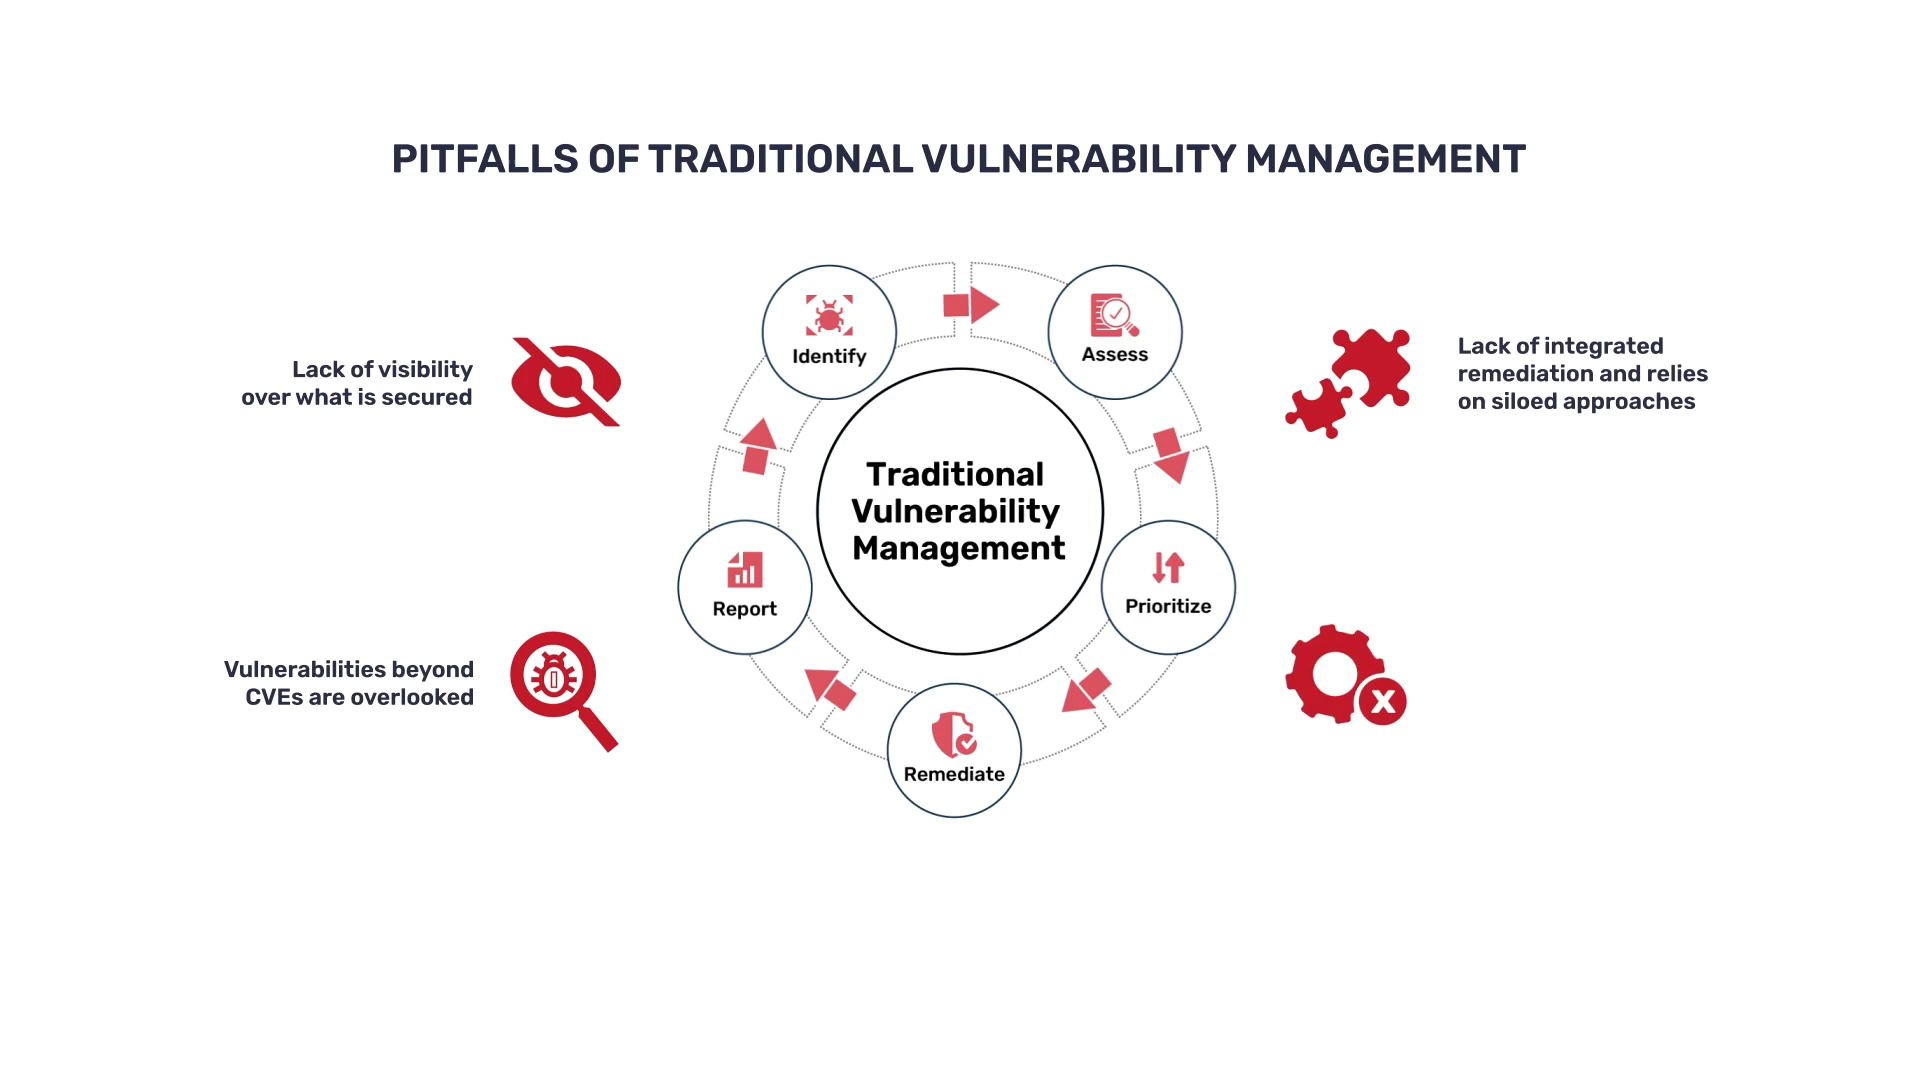 PITFALLS OF TRADITIONAL VULNERABILITY MANAGEMENT
Lack of visibility
over what is secured
Vulnerabilities beyond
CVEs are overlooked
Identify
Assess
Prioritize
Remediate
Report
Traditional
Vulnerability
Management
Lack of integrated
remediation and relies
on siloed approaches
X